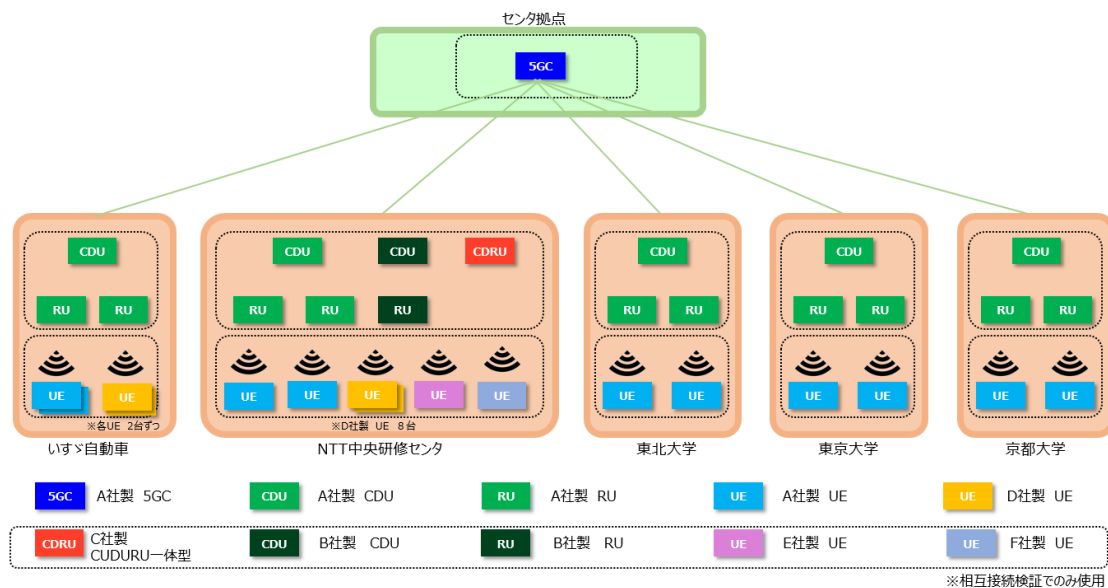 センタ拠点
5GC
CDU CDU CDU CDRU CDU CDU CDU
RU RU RU RU RU RU RU RU RU RU RU
UE UE UE UE UE UE UE UE UE UE UE UE UE
※各UE 2台ずつ ※D社製 UE 8台
いすゞ自動車 NTT中央研修センタ 東北大学 東京大学 京都大学
5GC A社製 5GC CDU A社製 CDU RU A社製 RU UE A社製 UE UE D社製 UE
CDRU C社製 CUDURU一体型 CDU B社製 CDU RU B社製 RU UE E社製 UE UE F社製 UE
※相互接続検証でのみ使用